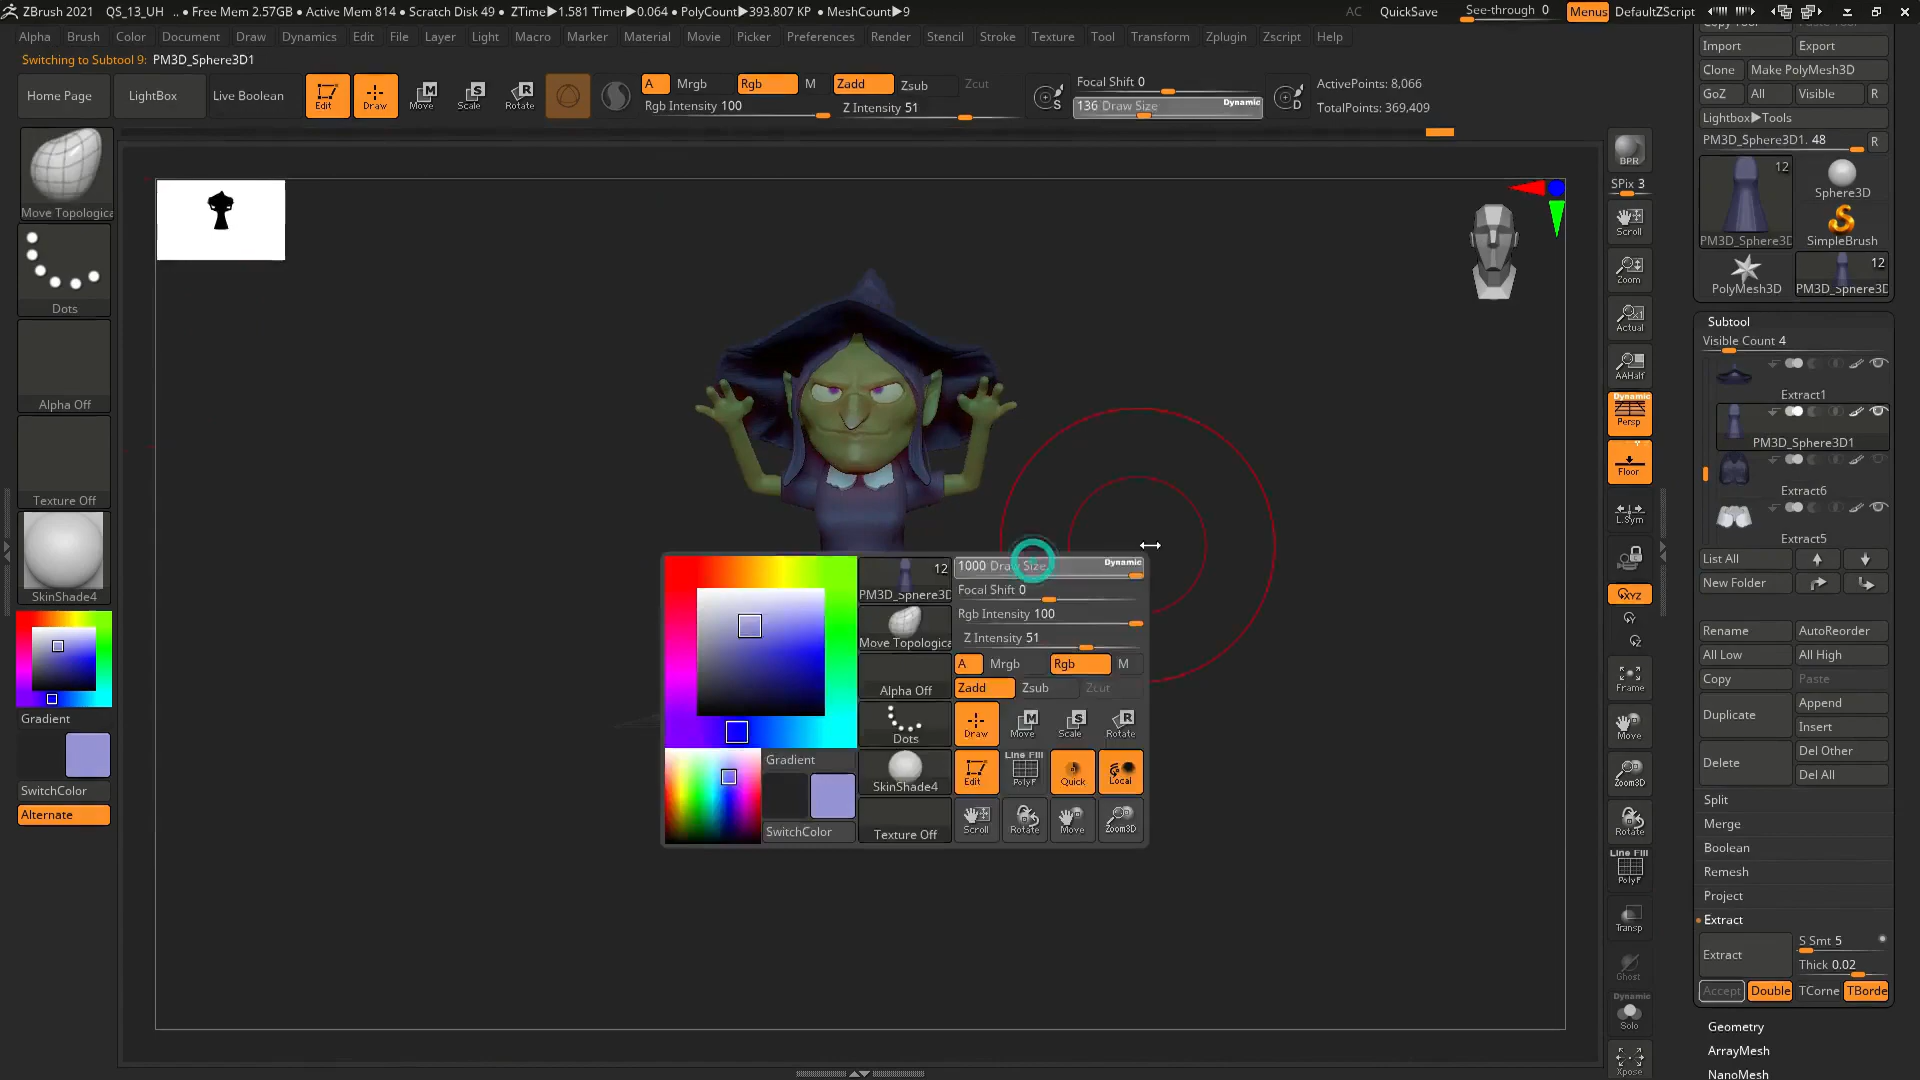 ZBrush 2021 QS_13_UH .. ● Free Mem 2.57GB ● Active Mem 814 ● Scratch Disk 49 ● ZTime▶1.581 Timer▶0.064 ● PolyCount▶393.807 KP ● MeshCount▶9 AC QuickSave See-through 0 Menus DefaultZScript
Alpha Brush Color Document Draw Dynamics Edit File Layer Light Macro Marker Material Movie Picker Preferences Render Stencil Stroke Texture Tool Transform Zplugin Zscript Help
Switching to Subtool 9: PM3D_Sphere3D1
Home Page LightBox Live Boolean Edit Draw Move Scale Rotate
A Mrgb Rgb M Zadd Zsub Zcut
Rgb Intensity 100 Z Intensity 51
S Focal Shift 0 D
136 Draw Size Dynamic
ActivePoints: 8,066
TotalPoints: 369,409
Move Topologica
Dots
Alpha Off
Texture Off
SkinShade4
Gradient
SwitchColor
Alternate
12
PM3D_Sphere3D
Move Topologica
Alpha Off
Dots
SkinShade4
Texture Off
Gradient
SwitchColor
1000 Draw Size Dynamic
Focal Shift 0
Rgb Intensity 100
Z Intensity 51
A Mrgb Rgb M
Zadd Zsub Zcut
Draw Move Scale Rotate
Edit Line Fill PolyF Quick Local
Scroll Rotate Move Zoom3D
BPR
SPix 3
Scroll
Zoom
Actual
AAHalf
Dynamic
Persp
Floor
L.Sym
XYZ
Frame
Move
Zoom3D
Rotate
Line Fill
PolyF
Transp
Ghost
Dynamic
Solo
Xpose
Import Export
Clone Make PolyMesh3D
GoZ All Visible R
Lightbox▶Tools
PM3D_Sphere3D1. 48 R
12 Sphere3D
PM3D_Sphere3D SimpleBrush
PolyMesh3D 12 PM3D_Sphere3D
Subtool
Visible Count 4
Extract1
PM3D_Sphere3D1
Extract6
Extract5
List All
New Folder
Rename AutoReorder
All Low All High
Copy Paste
Duplicate Append
Insert
Delete Del Other
Del All
Split
Merge
Boolean
Remesh
Project
Extract
Extract S Smt 5
Thick 0.02
Accept Double TCorne TBorde
Geometry
ArrayMesh
NanoMesh